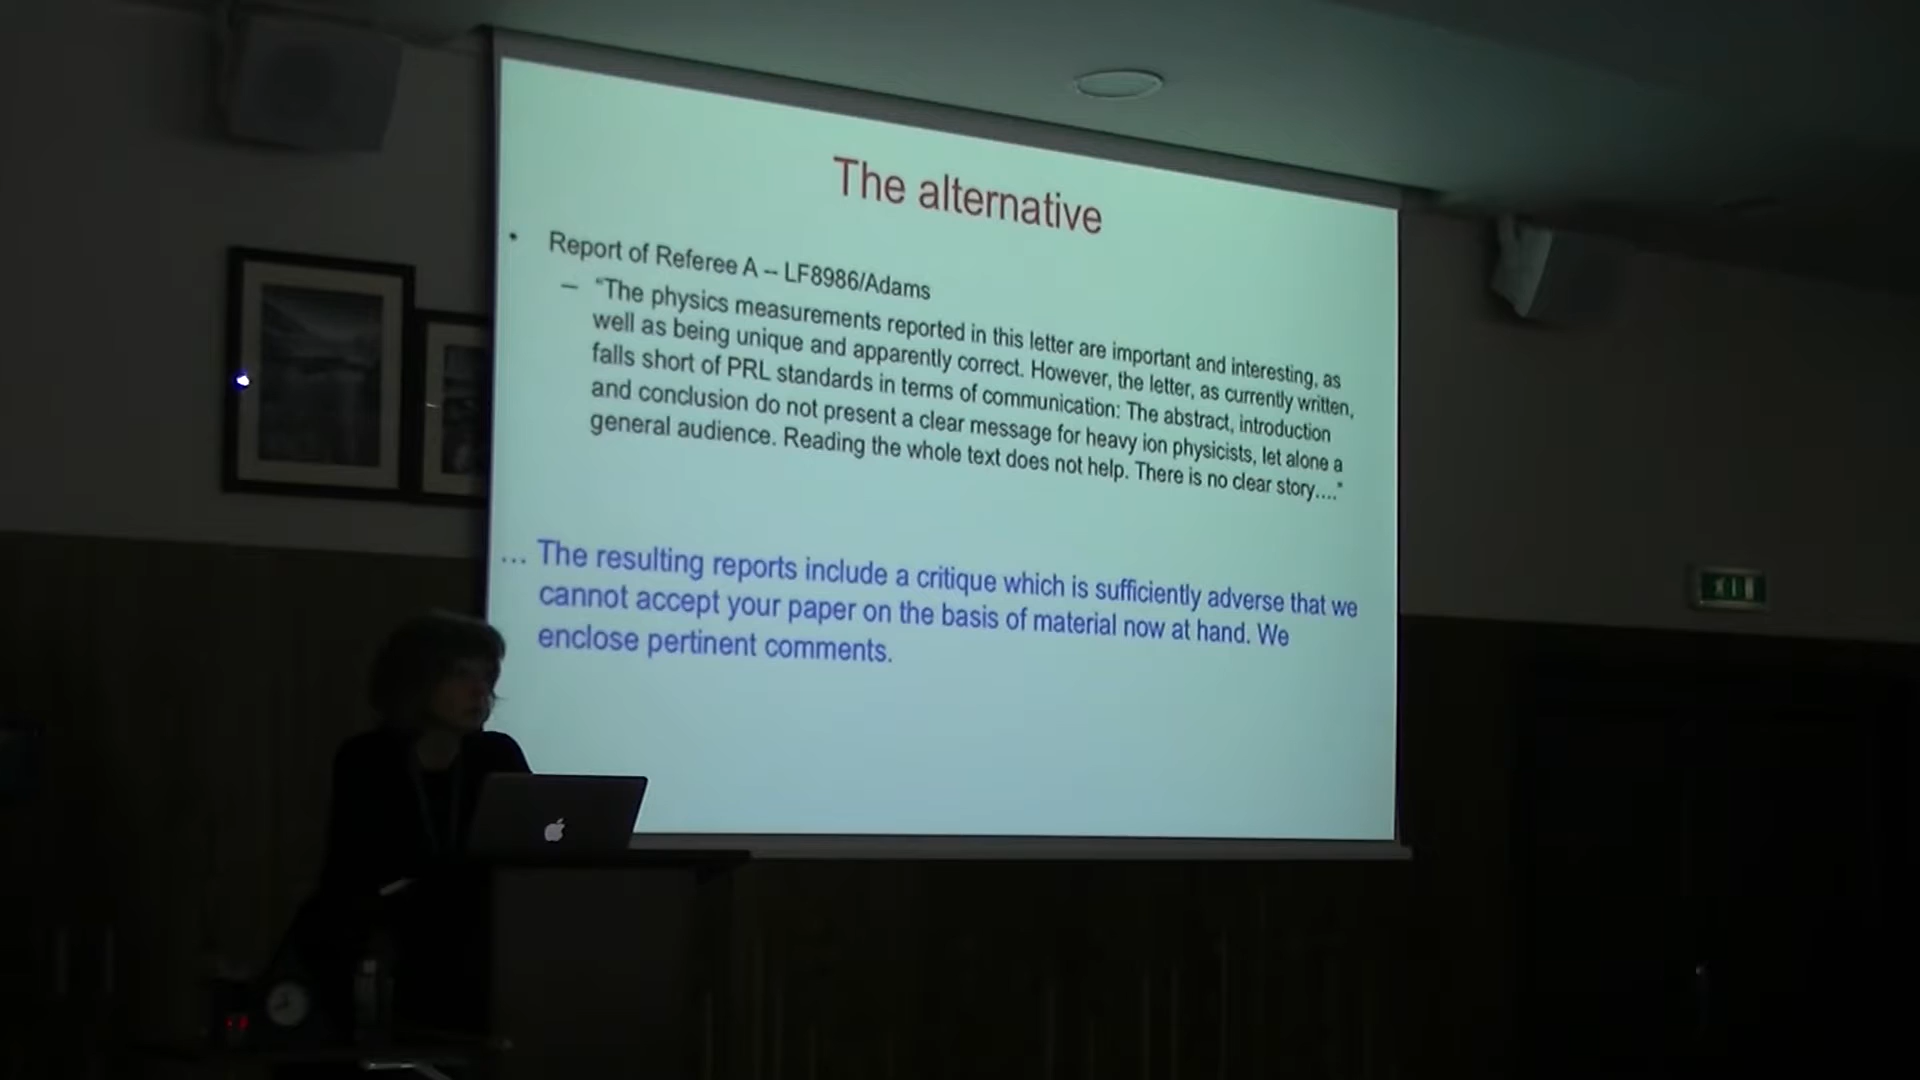 The alternative
• Report of Referee A – LF8986/Adams
– “The physics measurements reported in this letter are important and interesting, as
well as being unique and apparently correct. However, the letter, as currently written,
falls short of PRL standards in terms of communication: The abstract, introduction
and conclusion do not present a clear message for heavy ion physicists, let alone a
general audience. Reading the whole text does not help. There is no clear story....”
... The resulting reports include a critique which is sufficiently adverse that we
cannot accept your paper on the basis of material now at hand. We
enclose pertinent comments.